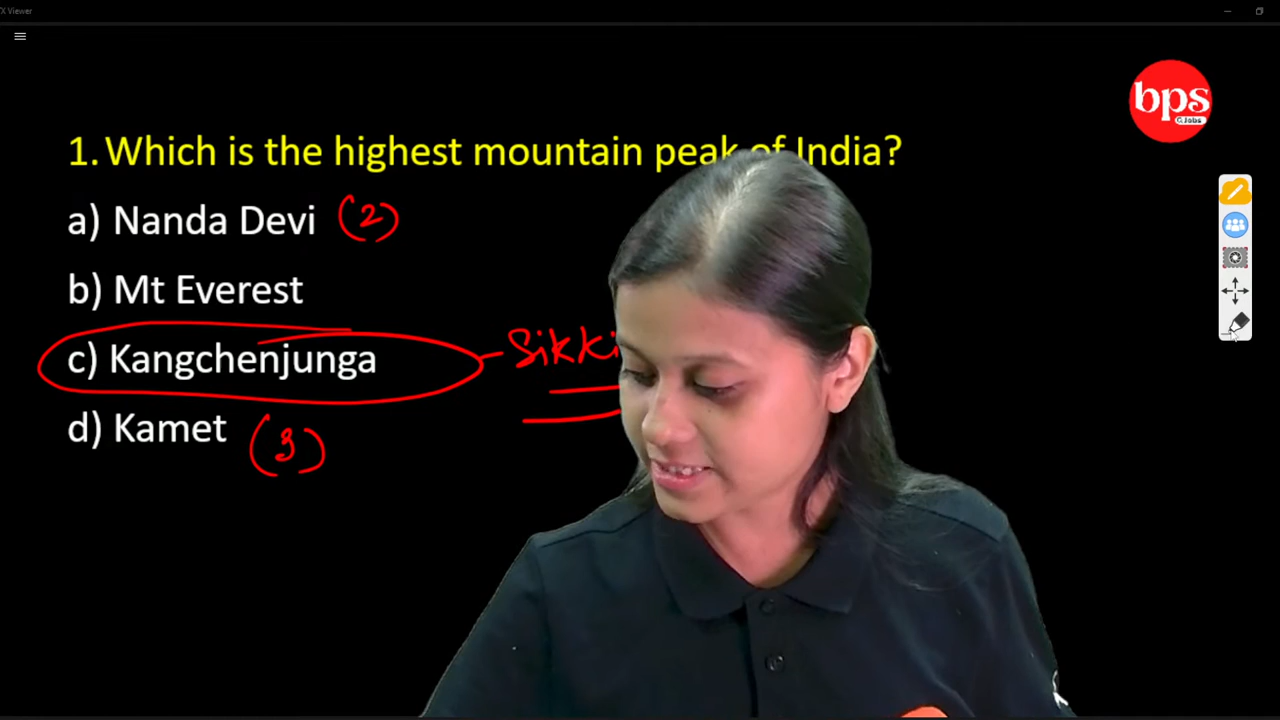 X Viewer
bps
Jobs
1. Which is the highest mountain peak of India?
a) Nanda Devi (2)
b) Mt Everest
c) Kangchenjunga Sikki
d) Kamet (3)